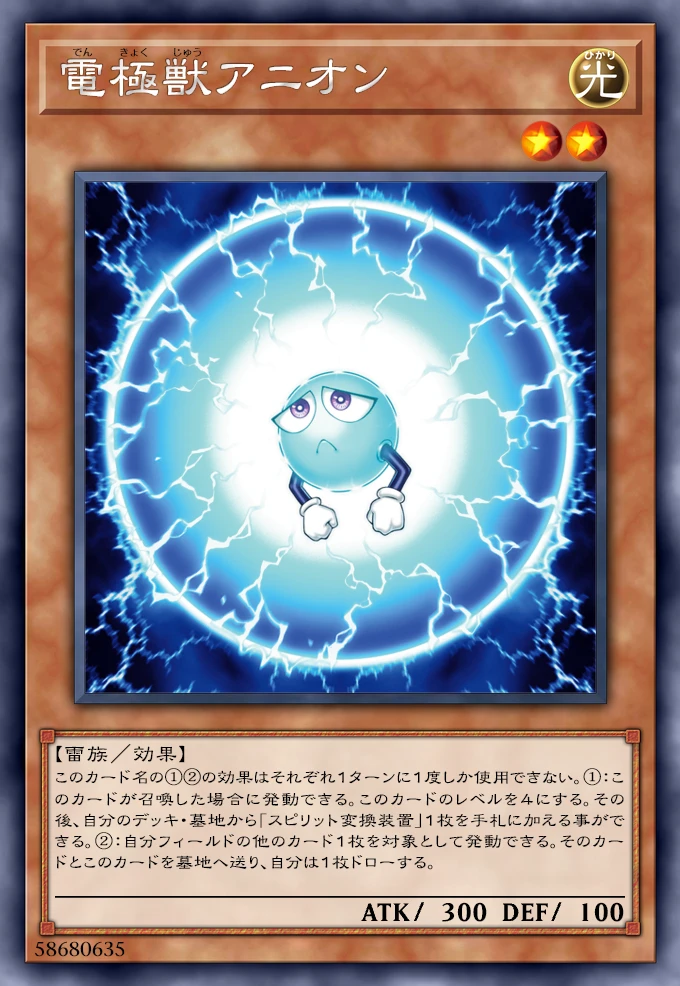 でん きょく じゅう
電極獣アニオン
ひかり
光
【雷族／効果】
このカード名の①②の効果はそれぞれ１ターンに１度しか使用できない。①：こ
のカードが召喚した場合に発動できる。このカードのレベルを４にする。その
後、自分のデッキ・墓地から「スピリット変換装置」１枚を手札に加える事がで
きる。②：自分フィールドの他のカード１枚を対象として発動できる。そのカー
ドとこのカードを墓地へ送り、自分は１枚ドローする。
ATK/ 300 DEF/ 100
58680635